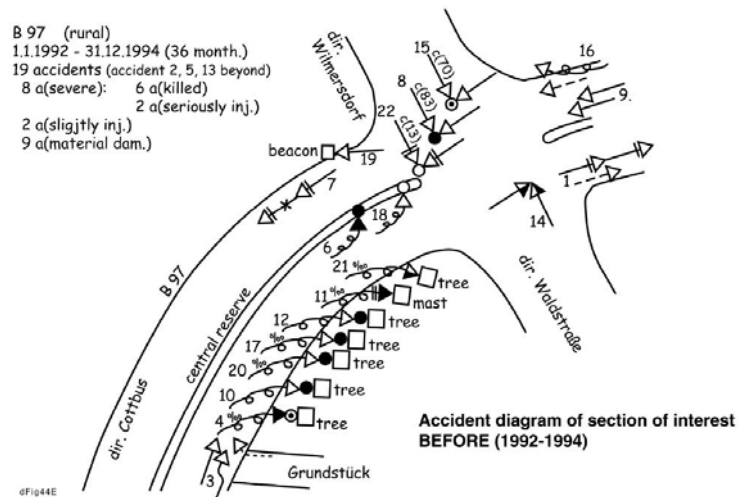 B 97 (rural)
1.1.1992 - 31.12.1994 (36 month.)
19 accidents (accident 2, 5, 13 beyond)
8 a(severe): 6 a(killed)
2 a(seriously inj.)
2 a(sligjtly inj.)
9 a(material dam.)
dir.
Wilmersdorf
15
c(70)
8
c(83)
22
c(13)
16
9.
beacon
19
7
1
14
18
6
B 97
central reserve
dir. Cottbus
dir. Waldstraße
21 ‰
tree
11 ‰
mast
12
tree
17 ‰
tree
20 ‰
tree
10
tree
4 ‰
tree
3
Grundstück
Accident diagram of section of interest
BEFORE (1992-1994)
dFig44E